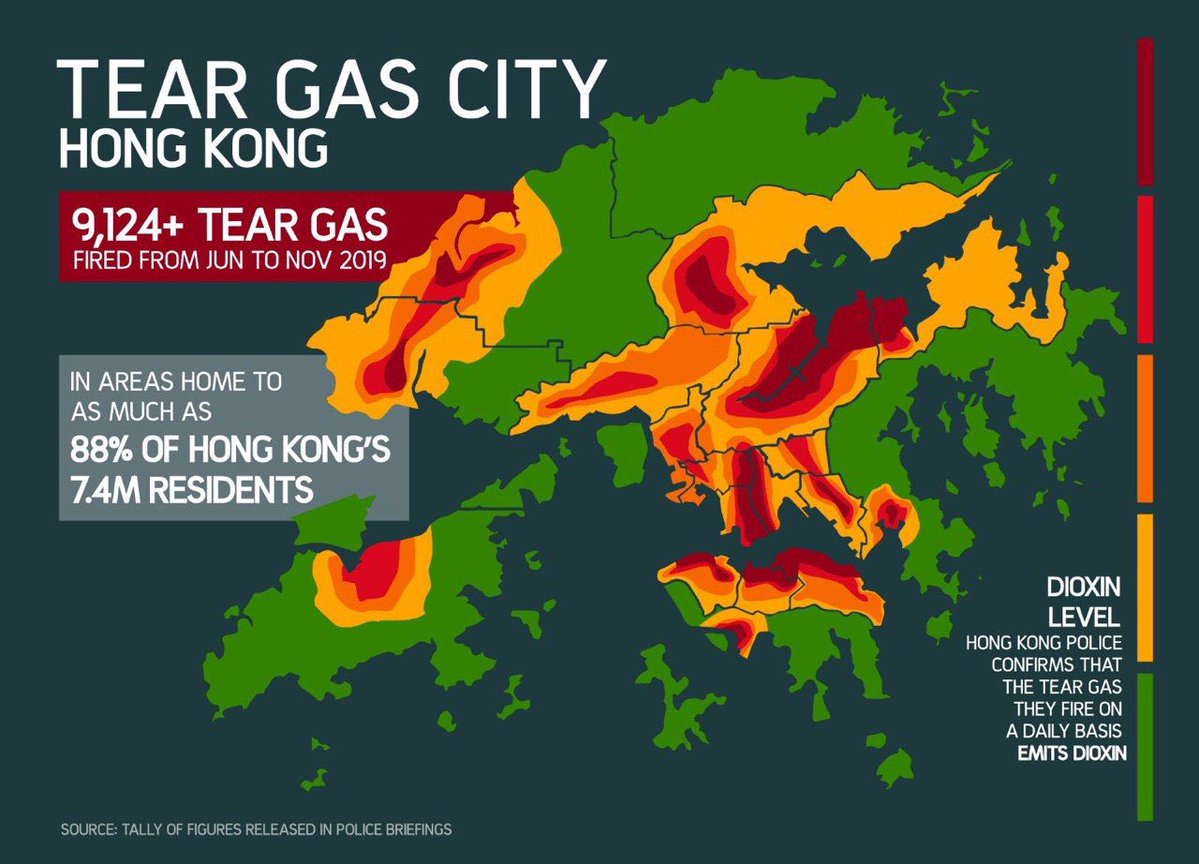 TEAR GAS CITY
HONG KONG
9,124+ TEAR GAS
FIRED FROM JUN TO NOV 2019
IN AREAS HOME TO
AS MUCH AS
88% OF HONG KONG'S
7.4M RESIDENTS
DIOXIN
LEVEL
HONG KONG POLICE
CONFIRMS THAT
THE TEAR GAS
THEY FIRE ON
A DAILY BASIS
EMITS DIOXIN
SOURCE: TALLY OF FIGURES RELEASED IN POLICE BRIEFINGS